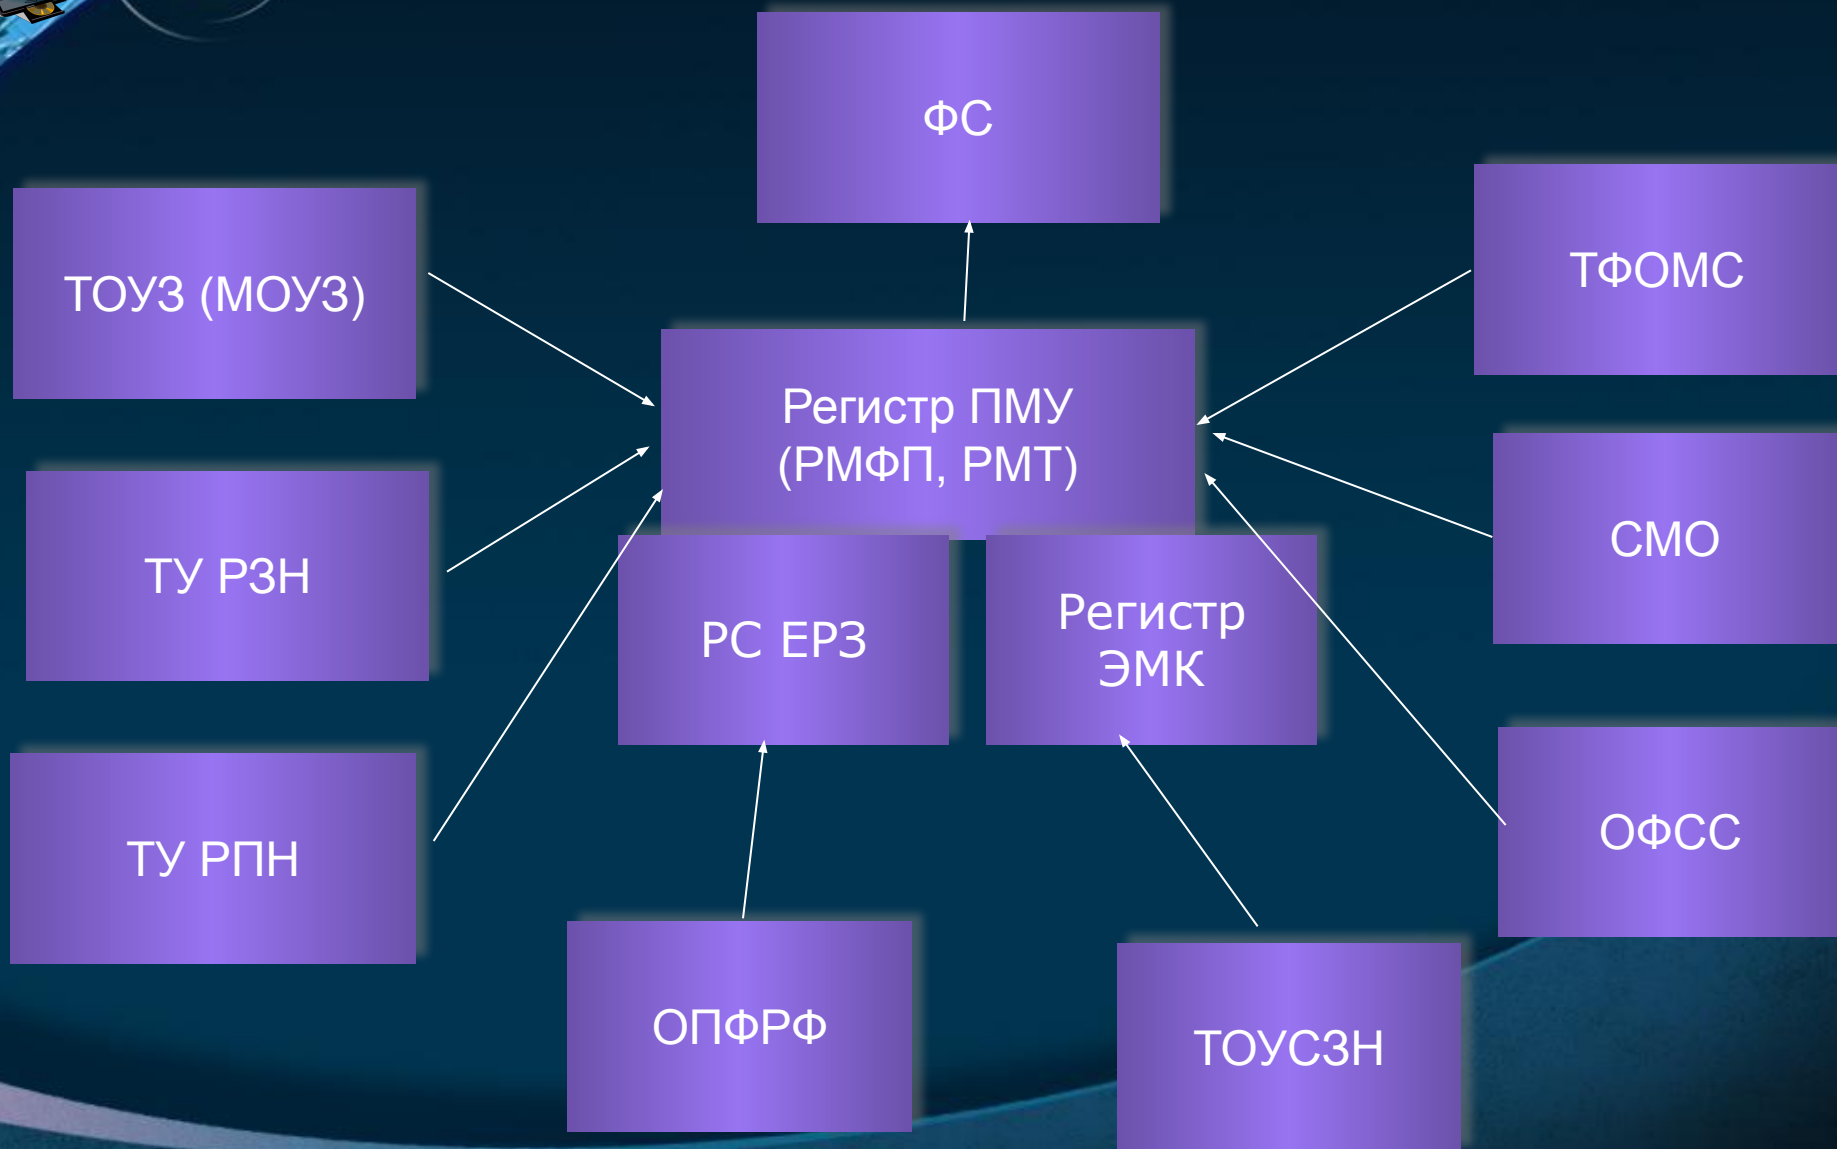 ФС
ТОУЗ (МОУЗ)
ТФОМС
Регистр ПМУ
(РМФП, РМТ)
ТУ РЗН
СМО
РС ЕРЗ
Регистр
ЭМК
ТУ РПН
ОФСС
ОПФРФ
ТОУСЗН